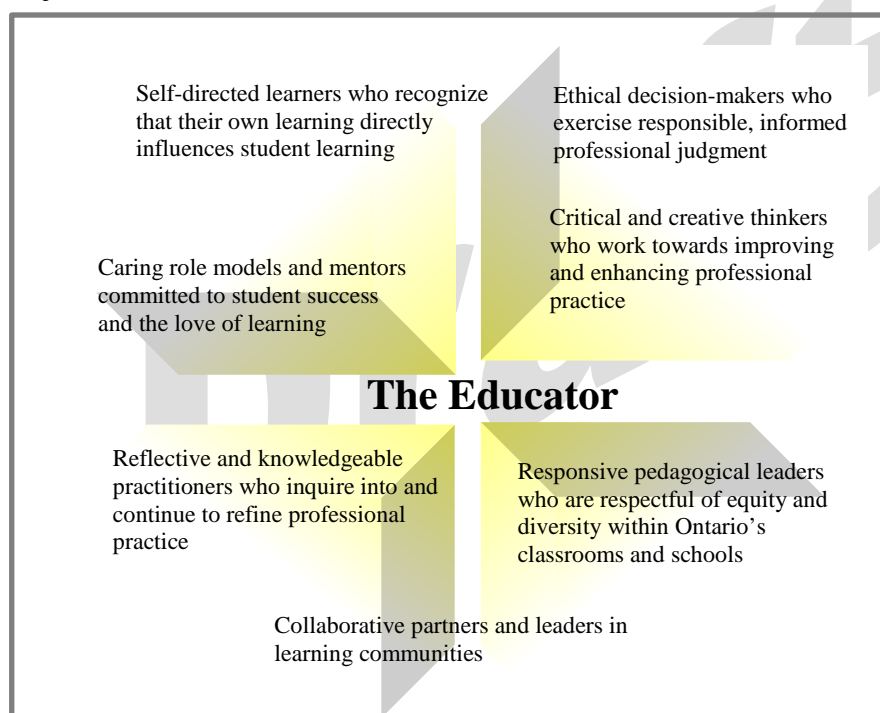 Self-directed learners who recognize
that their own learning directly
influences student learning
Ethical decision-makers who
exercise responsible, informed
professional judgment
Critical and creative thinkers
who work towards improving
and enhancing professional
practice
Caring role models and mentors
committed to student success
and the love of learning
The Educator
Reflective and knowledgeable
practitioners who inquire into and
continue to refine professional
practice
Responsive pedagogical leaders
who are respectful of equity and
diversity within Ontario's
classrooms and schools
Collaborative partners and leaders in
learning communities